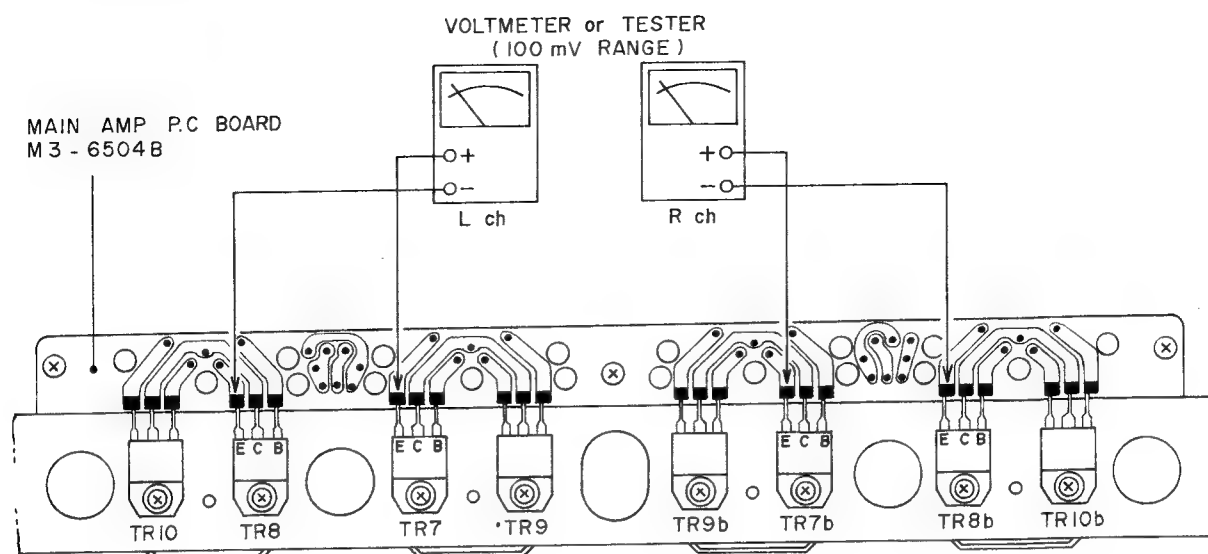 VOLTMETER or TESTER
(100 mV RANGE)
MAIN AMP P.C BOARD
M3-6504B
+
−
L ch
+
−
R ch
E C B
E C B
E C B
E C B
TR10
TR8
TR7
TR9
TR9b
TR7b
TR8b
TR10b